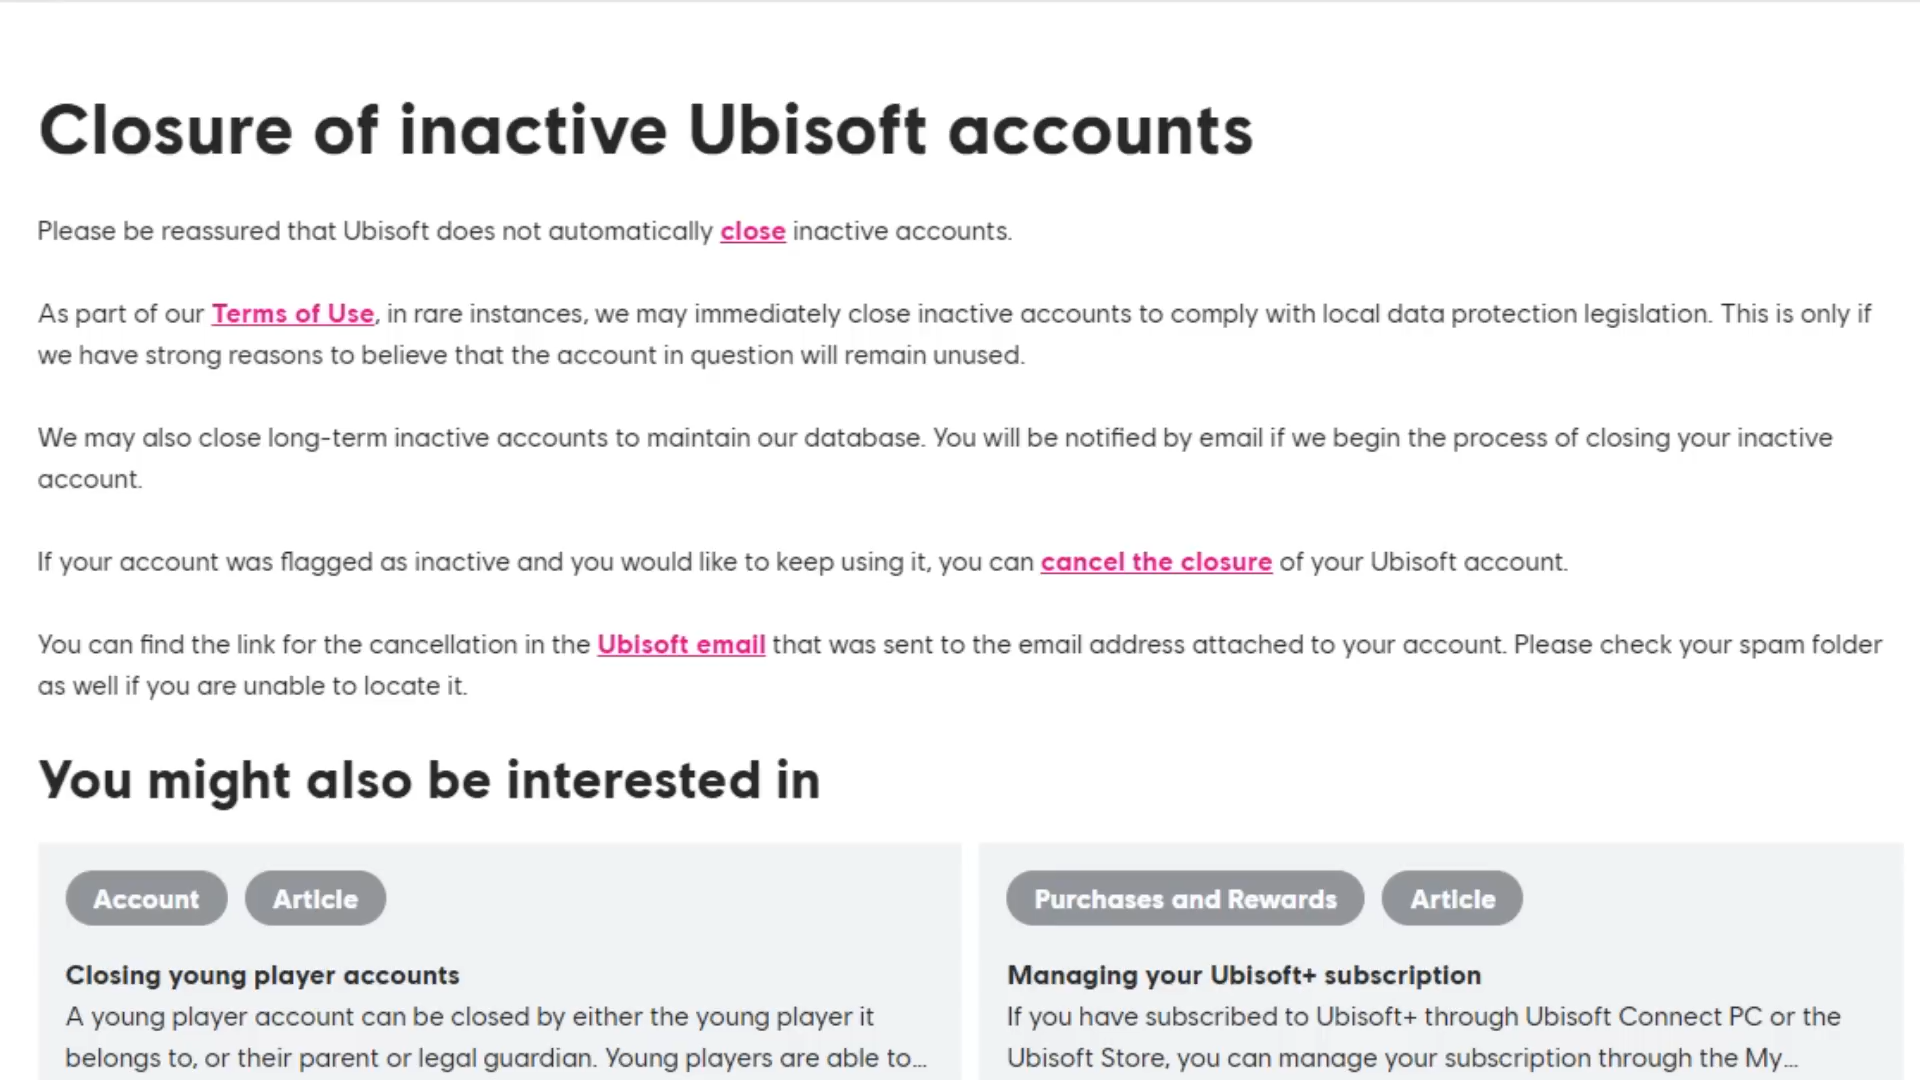 Closure of inactive Ubisoft accounts
Please be reassured that Ubisoft does not automatically close inactive accounts.
As part of our Terms of Use, in rare instances, we may immediately close inactive accounts to comply with local data protection legislation. This is only if
we have strong reasons to believe that the account in question will remain unused.
We may also close long-term inactive accounts to maintain our database. You will be notified by email if we begin the process of closing your inactive
account.
If your account was flagged as inactive and you would like to keep using it, you can cancel the closure of your Ubisoft account.
You can find the link for the cancellation in the Ubisoft email that was sent to the email address attached to your account. Please check your spam folder
as well if you are unable to locate it.
You might also be interested in
Account Article
Closing young player accounts
A young player account can be closed by either the young player it
belongs to, or their parent or legal guardian. Young players are able to...
Purchases and Rewards Article
Managing your Ubisoft+ subscription
If you have subscribed to Ubisoft+ through Ubisoft Connect PC or the
Ubisoft Store, you can manage your subscription through the My...